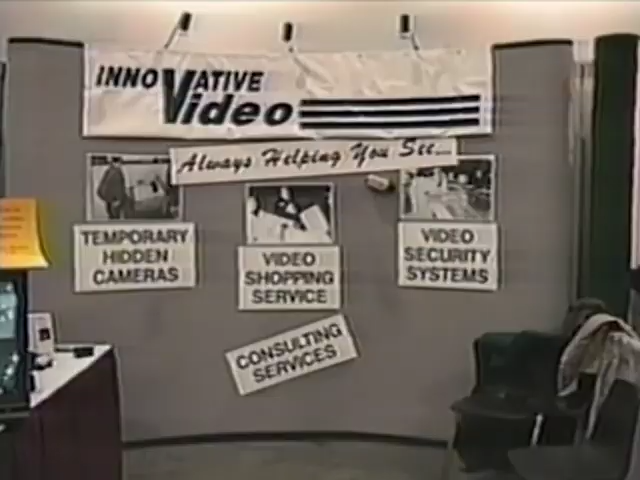 INNOVATIVE
Video
Always Helping You See...
TEMPORARY
HIDDEN
CAMERAS
VIDEO
SHOPPING
SERVICE
VIDEO
SECURITY
SYSTEMS
CONSULTING
SERVICES